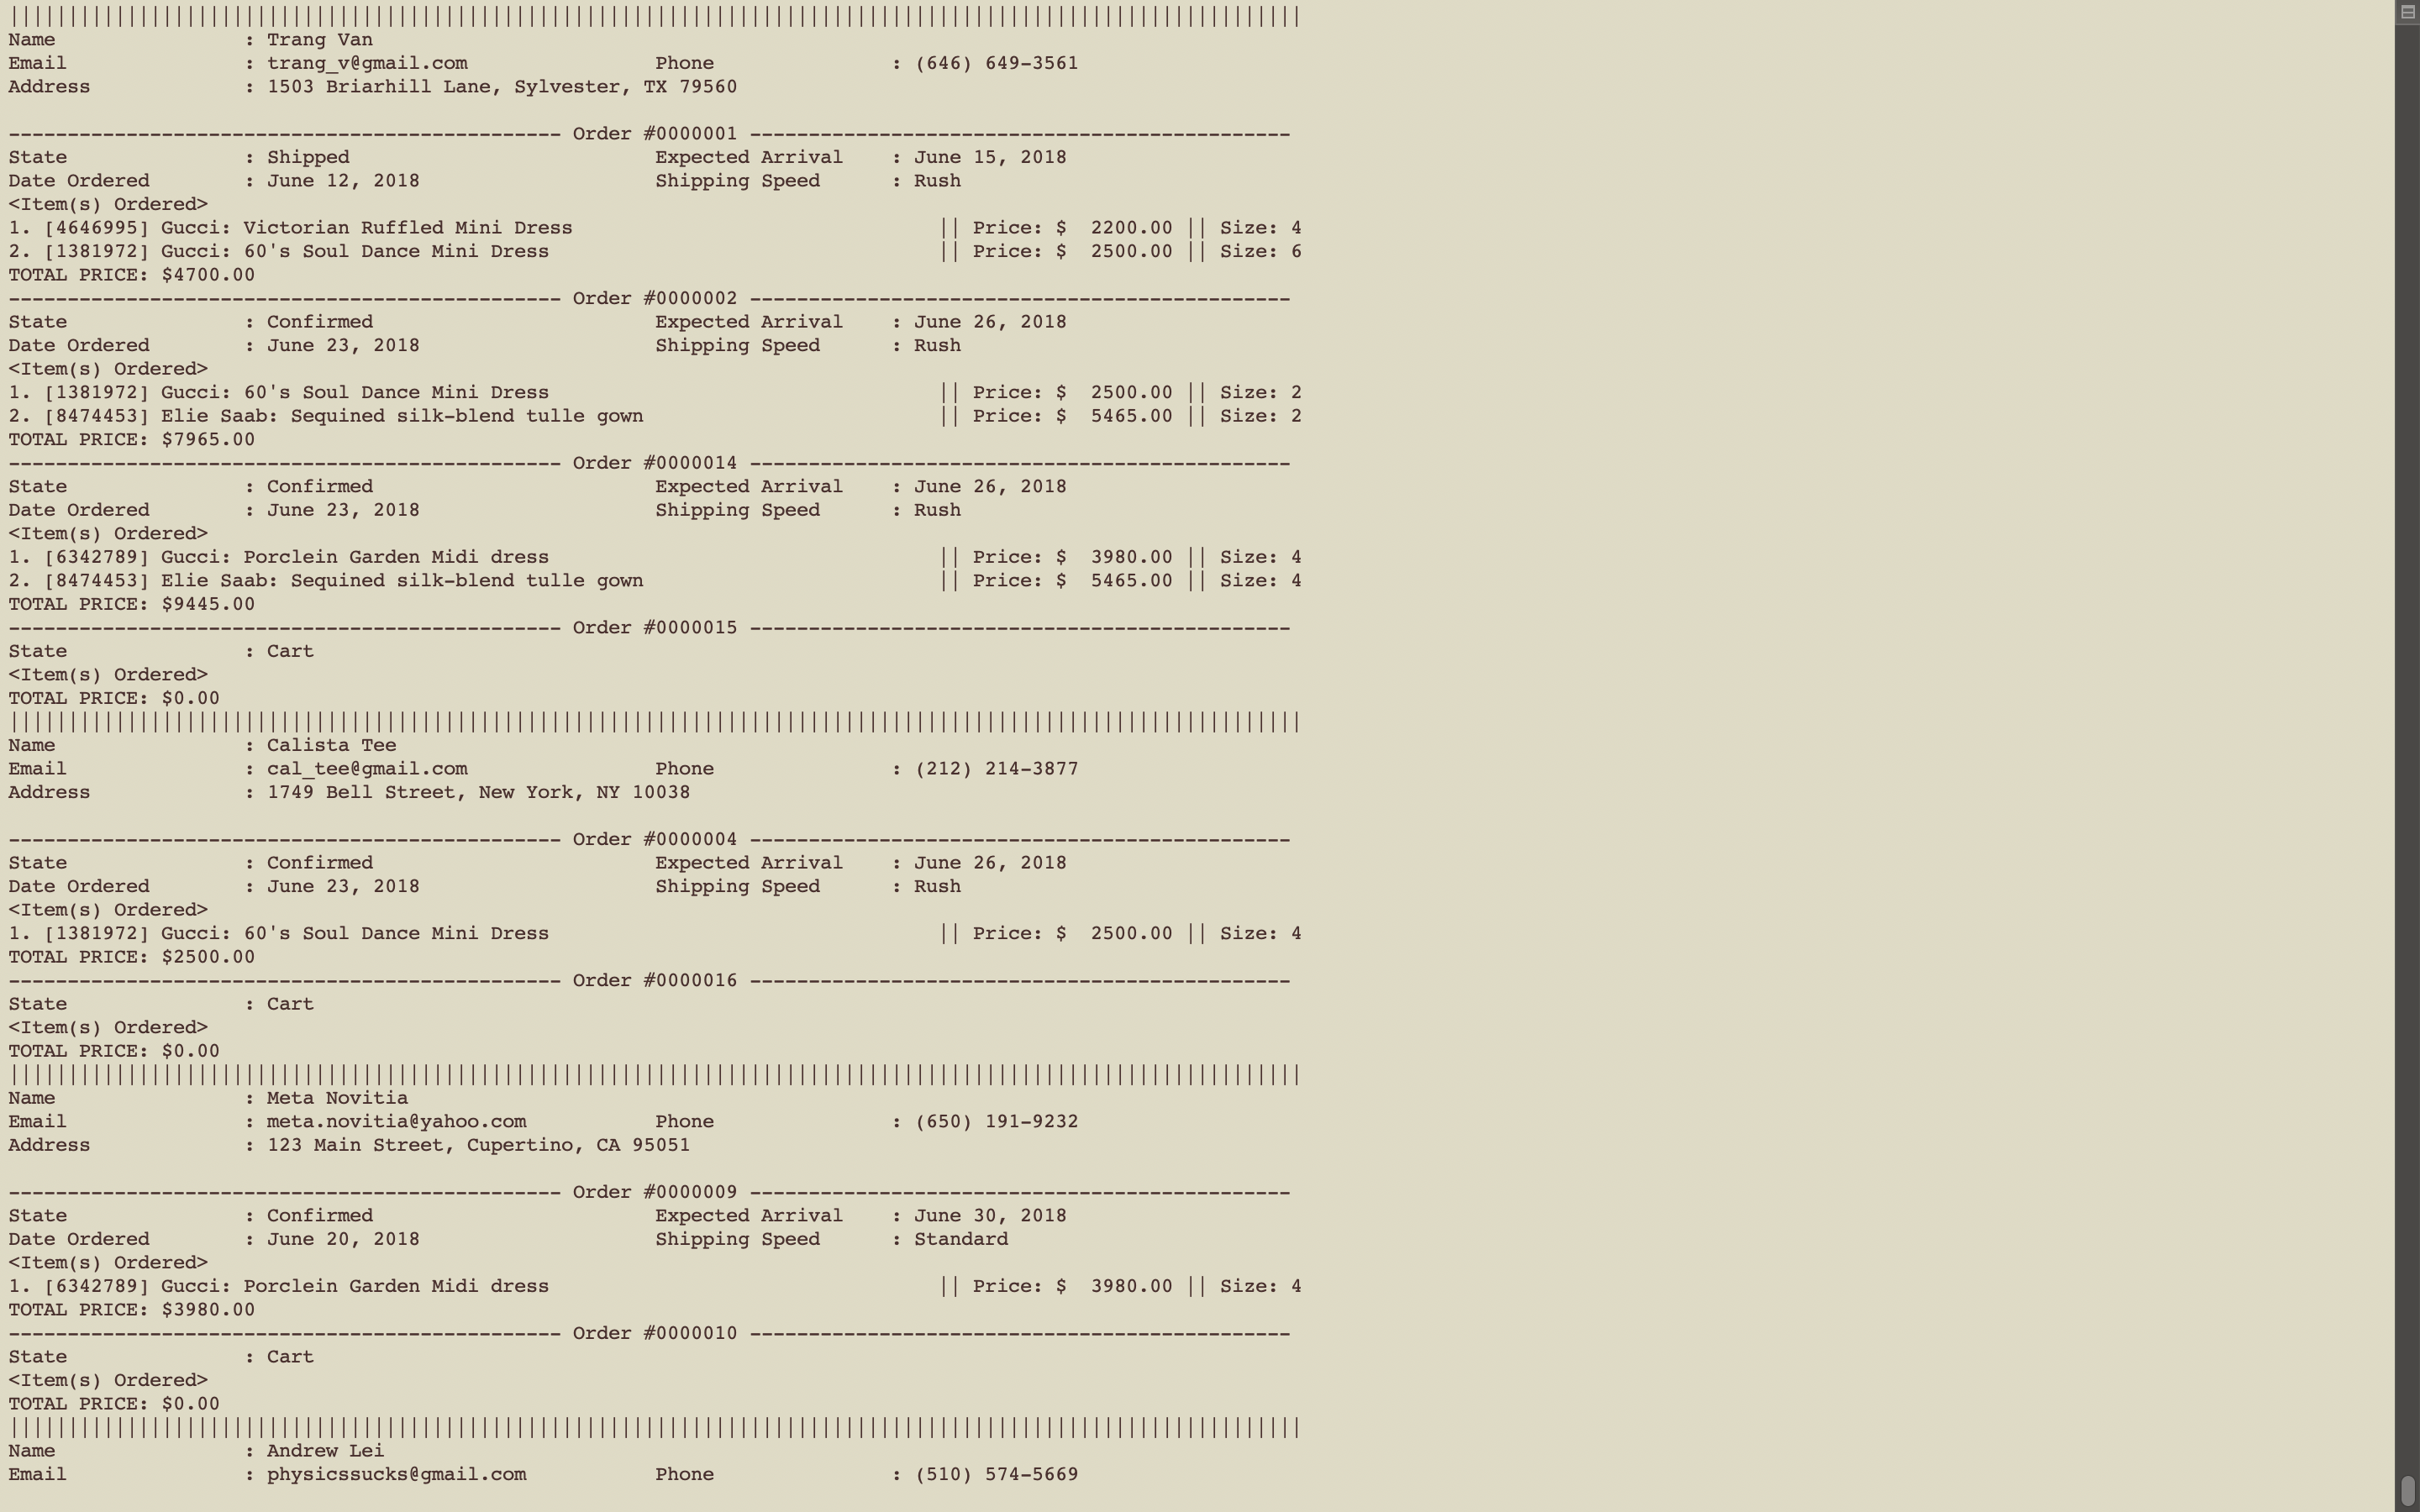 ||||||||||||||||||||||||||||||||||||||||||||||||||||||||||||||||||||||||||||||||||||||||||||||||||||||||||||||
Name : Trang Van
Email : trang_v@gmail.com Phone : (646) 649-3561
Address : 1503 Briarhill Lane, Sylvester, TX 79560
----------------------------------------------- Order #0000001 ----------------------------------------------
State : Shipped Expected Arrival : June 15, 2018
Date Ordered : June 12, 2018 Shipping Speed : Rush
<Item(s) Ordered>
1. [4646995] Gucci: Victorian Ruffled Mini Dress || Price: $ 2200.00 || Size: 4
2. [1381972] Gucci: 60's Soul Dance Mini Dress || Price: $ 2500.00 || Size: 6
TOTAL PRICE: $4700.00
----------------------------------------------- Order #0000002 ----------------------------------------------
State : Confirmed Expected Arrival : June 26, 2018
Date Ordered : June 23, 2018 Shipping Speed : Rush
<Item(s) Ordered>
1. [1381972] Gucci: 60's Soul Dance Mini Dress || Price: $ 2500.00 || Size: 2
2. [8474453] Elie Saab: Sequined silk-blend tulle gown || Price: $ 5465.00 || Size: 2
TOTAL PRICE: $7965.00
----------------------------------------------- Order #0000014 ----------------------------------------------
State : Confirmed Expected Arrival : June 26, 2018
Date Ordered : June 23, 2018 Shipping Speed : Rush
<Item(s) Ordered>
1. [6342789] Gucci: Porclein Garden Midi dress || Price: $ 3980.00 || Size: 4
2. [8474453] Elie Saab: Sequined silk-blend tulle gown || Price: $ 5465.00 || Size: 4
TOTAL PRICE: $9445.00
----------------------------------------------- Order #0000015 ----------------------------------------------
State : Cart
<Item(s) Ordered>
TOTAL PRICE: $0.00
||||||||||||||||||||||||||||||||||||||||||||||||||||||||||||||||||||||||||||||||||||||||||||||||||||||||||||||
Name : Calista Tee
Email : cal_tee@gmail.com Phone : (212) 214-3877
Address : 1749 Bell Street, New York, NY 10038
----------------------------------------------- Order #0000004 ----------------------------------------------
State : Confirmed Expected Arrival : June 26, 2018
Date Ordered : June 23, 2018 Shipping Speed : Rush
<Item(s) Ordered>
1. [1381972] Gucci: 60's Soul Dance Mini Dress || Price: $ 2500.00 || Size: 4
TOTAL PRICE: $2500.00
----------------------------------------------- Order #0000016 ----------------------------------------------
State : Cart
<Item(s) Ordered>
TOTAL PRICE: $0.00
||||||||||||||||||||||||||||||||||||||||||||||||||||||||||||||||||||||||||||||||||||||||||||||||||||||||||||||
Name : Meta Novitia
Email : meta.novitia@yahoo.com Phone : (650) 191-9232
Address : 123 Main Street, Cupertino, CA 95051
----------------------------------------------- Order #0000009 ----------------------------------------------
State : Confirmed Expected Arrival : June 30, 2018
Date Ordered : June 20, 2018 Shipping Speed : Standard
<Item(s) Ordered>
1. [6342789] Gucci: Porclein Garden Midi dress || Price: $ 3980.00 || Size: 4
TOTAL PRICE: $3980.00
----------------------------------------------- Order #0000010 ----------------------------------------------
State : Cart
<Item(s) Ordered>
TOTAL PRICE: $0.00
||||||||||||||||||||||||||||||||||||||||||||||||||||||||||||||||||||||||||||||||||||||||||||||||||||||||||||||
Name : Andrew Lei
Email : physicssucks@gmail.com Phone : (510) 574-5669